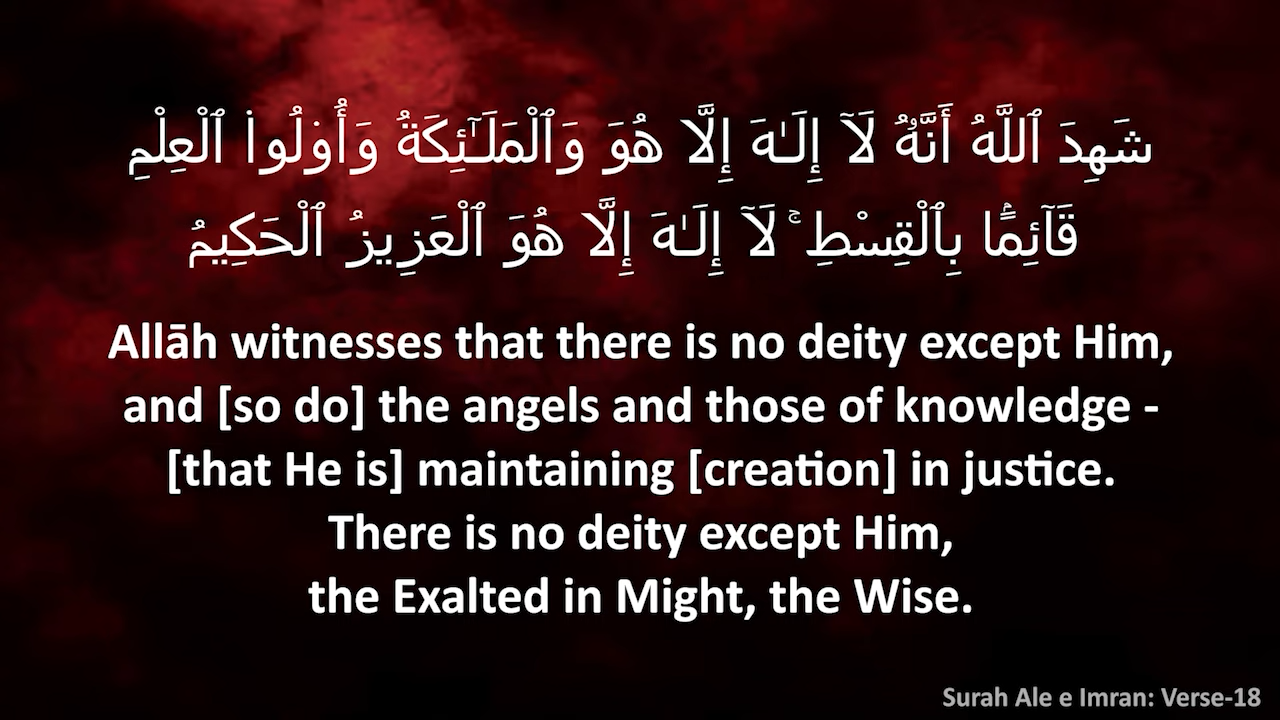 شَهِدَ ٱللَّهُ أَنَّهُۥ لَآ إِلَـٰهَ إِلَّا هُوَ وَٱلْمَلَـٰٓئِكَةُ وَأُو۟لُوا۟ ٱلْعِلْمِ
قَآئِمًۢا بِٱلْقِسْطِ ۚ لَآ إِلَـٰهَ إِلَّا هُوَ ٱلْعَزِيزُ ٱلْحَكِيمُ
Allāh witnesses that there is no deity except Him,
and [so do] the angels and those of knowledge -
[that He is] maintaining [creation] in justice.
There is no deity except Him,
the Exalted in Might, the Wise.
Surah Ale e Imran: Verse-18